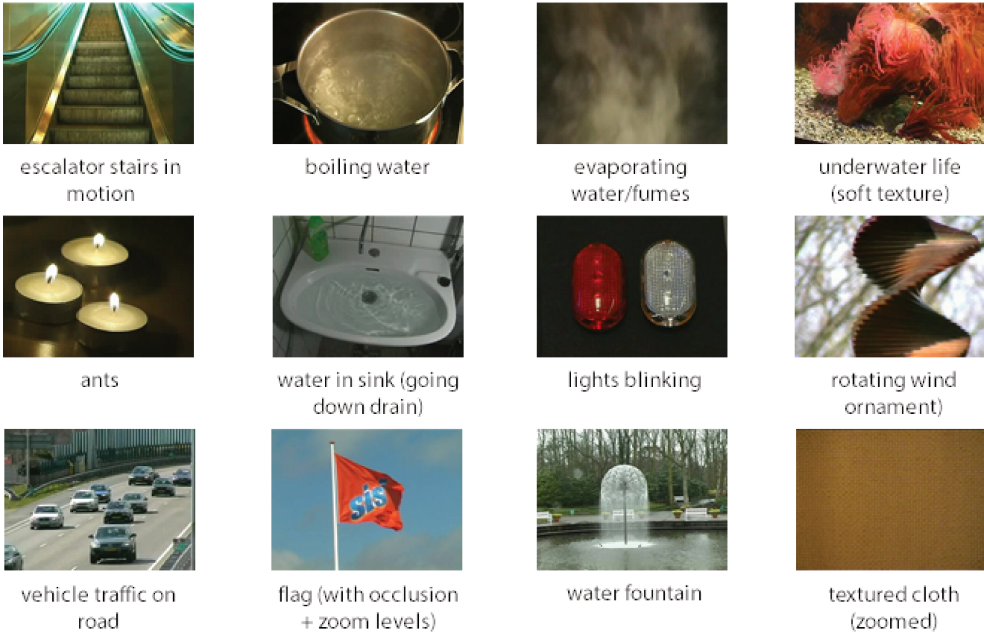 escalator stairs in
motion
boiling water
evaporating
water/fumes
underwater life
(soft texture)
ants
water in sink (going
down drain)
lights blinking
rotating wind
ornament)
sis
vehicle traffic on
road
flag (with occlusion
+ zoom levels)
water fountain
textured cloth
(zoomed)